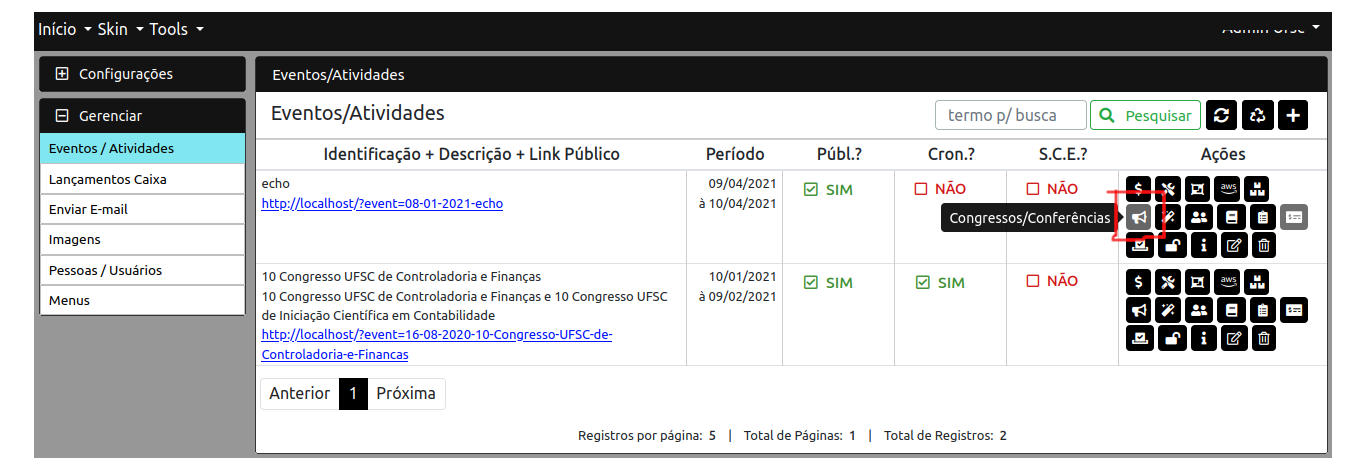 Início Skin Tools
Admin Ufsc
Configurações
Gerenciar
Eventos / Atividades
Lançamentos Caixa
Enviar E-mail
Imagens
Pessoas / Usuários
Menus
Eventos/Atividades
Eventos/Atividades
termo p/ busca
Pesquisar
Identificação + Descrição + Link Público Período Públ.? Cron.? S.C.E.? Ações
echo
http://localhost/?event=08-01-2021-echo
09/04/2021
à 10/04/2021
SIM
NÃO
NÃO
aws
Congressos/Conferências
10 Congresso UFSC de Controladoria e Finanças
10 Congresso UFSC de Controladoria e Finanças e 10 Congresso UFSC
de Iniciação Científica em Contabilidade
http://localhost/?event=16-08-2020-10-Congresso-UFSC-de-
Controladoria-e-Financas
10/01/2021
à 09/02/2021
SIM
SIM
NÃO
aws
Anterior 1 Próxima
Registros por página: 5 | Total de Páginas: 1 | Total de Registros: 2